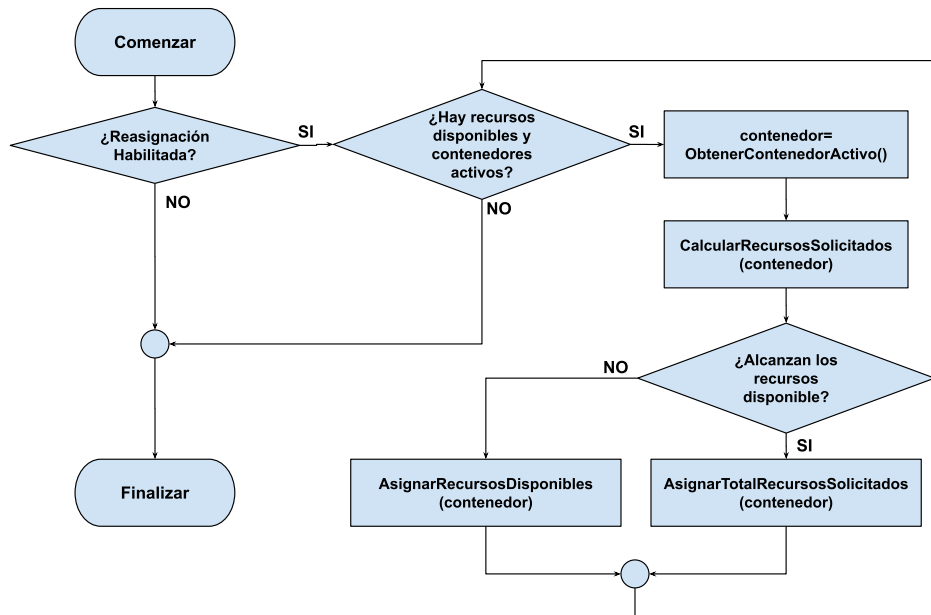 Comenzar
¿Reasignación
Habilitada?
SI
NO
¿Hay recursos
disponibles y
contenedores
activos?
SI
NO
contenedor=
ObtenerContenedorActivo()
CalcularRecursosSolicitados
(contenedor)
¿Alcanzan los
recursos
disponible?
NO
SI
AsignarRecursosDisponibles
(contenedor)
AsignarTotalRecursosSolicitados
(contenedor)
Finalizar